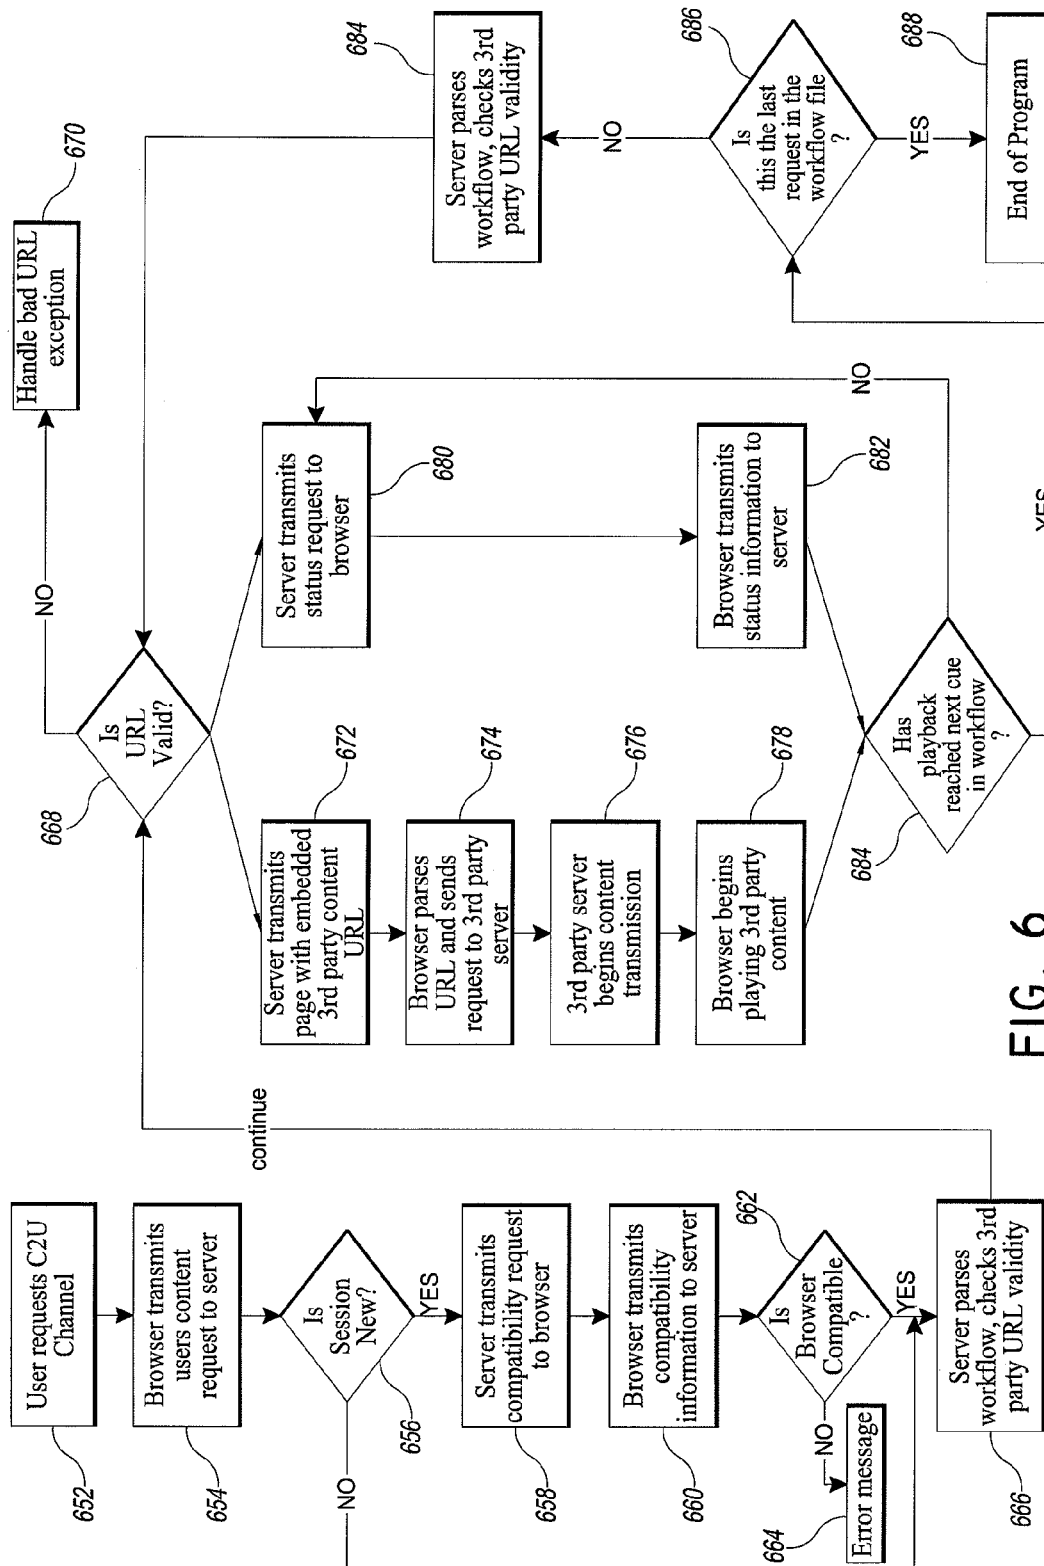 User requests C2U
Channel
652
Browser transmits
users content
request to server
654
Is
Session
New?
656
NO
YES
Server transmits
compatibility request
to browser
658
Browser transmits
compatibility
information to server
660
Is
Browser
Compatible
?
662
NO
YES
Error message
664
Server parses
workflow, checks 3rd
party URL validity
666
continue
Is
URL
Valid?
668
NO
Handle bad URL
exception
670
Server transmits
page with embedded
3rd party content
URL
672
Browser parses
URL and sends
request to 3rd party
server
674
3rd party server
begins content
transmission
676
Browser begins
playing 3rd party
content
678
Server transmits
status request to
browser
680
Browser transmits
status information to
server
682
Has
playback
reached next cue
in workflow
?
684
NO
YES
Server parses
workflow, checks 3rd
party URL validity
684
NO
Is
this the last
request in the
workflow file
?
686
YES
End of Program
688
FIG. 6